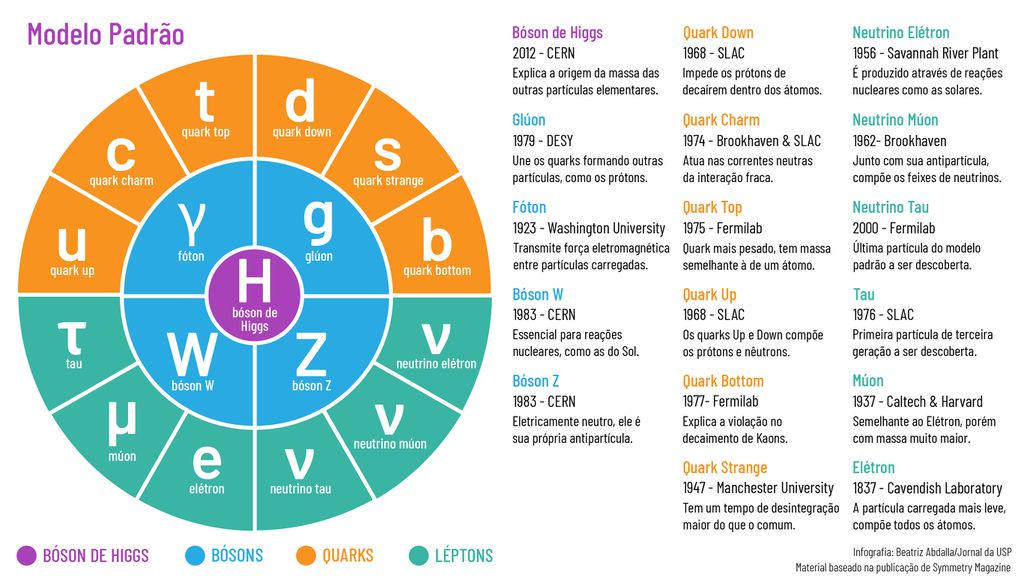 Modelo Padrão
t
quark top
d
quark down
c
quark charm
s
quark strange
u
quark up
b
quark bottom
γ
fóton
g
glúon
H
bóson de
Higgs
W
bóson W
Z
bóson Z
τ
tau
ν
neutrino elétron
μ
múon
ν
neutrino múon
e
elétron
ν
neutrino tau
BÓSON DE HIGGS
BÓSONS
QUARKS
LÉPTONS
Bóson de Higgs
2012 - CERN
Explica a origem da massa das
outras partículas elementares.
Glúon
1979 - DESY
Une os quarks formando outras
partículas, como os prótons.
Fóton
1923 - Washington University
Transmite força eletromagnética
entre partículas carregadas.
Bóson W
1983 - CERN
Essencial para reações
nucleares, como as do Sol.
Bóson Z
1983 - CERN
Eletricamente neutro, ele é
sua própria antipartícula.
Quark Down
1968 - SLAC
Impede os prótons de
decaírem dentro dos átomos.
Quark Charm
1974 - Brookhaven & SLAC
Atua nas correntes neutras
da interação fraca.
Quark Top
1975 - Fermilab
Quark mais pesado, tem massa
semelhante à de um átomo.
Quark Up
1968 - SLAC
Os quarks Up e Down compõe
os prótons e nêutrons.
Quark Bottom
1977- Fermilab
Explica a violação no
decaimento de Kaons.
Quark Strange
1947 - Manchester University
Tem um tempo de desintegração
maior do que o comum.
Neutrino Elétron
1956 - Savannah River Plant
É produzido através de reações
nucleares como as solares.
Neutrino Múon
1962- Brookhaven
Junto com sua antipartícula,
compõe os feixes de neutrinos.
Neutrino Tau
2000 - Fermilab
Última partícula do modelo
padrão a ser descoberta.
Tau
1976 - SLAC
Primeira partícula de terceira
geração a ser descoberta.
Múon
1937 - Caltech & Harvard
Semelhante ao Elétron, porém
com massa muito maior.
Elétron
1837 - Cavendish Laboratory
A partícula carregada mais leve,
compõe todos os átomos.
Infografia: Beatriz Abdalla/Jornal da USP
Material baseado na publicação de Symmetry Magazine